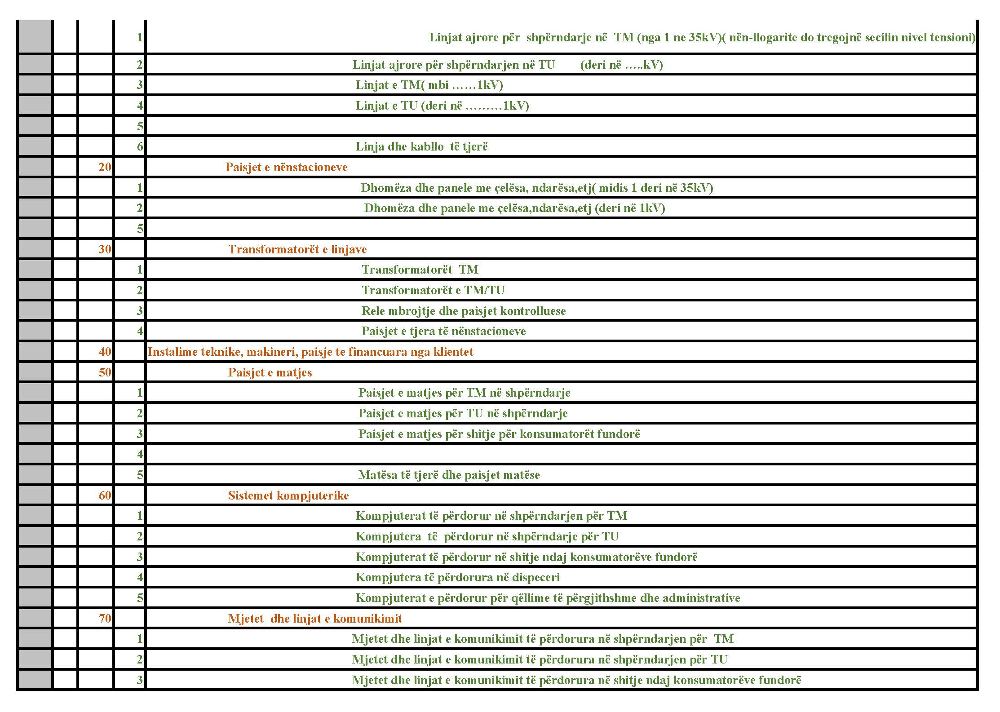 1 Linjat ajrore për  shpërndarje në  TM (nga 1 ne 35kV)( nën-llogarite do tregojnë secilin nivel tensioni)
2 Linjat ajrore për shpërndarjen në TU        (deri në …..kV)
3 Linjat e TM( mbi ……1kV)
4 Linjat e TU (deri në ………1kV)
5
6 Linja dhe kabllo  të tjerë
20 Paisjet e nënstacioneve
1 Dhomëza dhe panele me çelësa, ndarësa,etj( midis 1 deri në 35kV)
2 Dhomëza dhe panele me çelësa,ndarësa,etj (deri në 1kV)
5
30 Transformatorët e linjave
1 Transformatorët  TM
2 Transformatorët e TM/TU
3 Rele mbrojtje dhe paisjet kontrolluese
4 Paisjet e tjera të nënstacioneve
40 Instalime teknike, makineri, paisje te financuara nga klientet
50 Paisjet e matjes
1 Paisjet e matjes për TM në shpërndarje
2 Paisjet e matjes për TU në shpërndarje
3 Paisjet e matjes për shitje për konsumatorët fundorë
4
5 Matësa të tjerë dhe paisjet matëse
60 Sistemet kompjuterike
1 Kompjuterat të përdorur në shpërndarjen për TM
2 Kompjutera  të  përdorur në shpërndarje për TU
3 Kompjuterat të përdorur në shitje ndaj konsumatorëve fundorë
4 Kompjutera të përdorura në dispeceri
5 Kompjuterat e përdorur për qëllime të përgjithshme dhe administrative
70 Mjetet  dhe linjat e komunikimit
1 Mjetet dhe linjat e komunikimit të përdorura në shpërndarjen për  TM
2 Mjetet dhe linjat e komunikimit të përdorura në shpërndarjen për TU
3 Mjetet dhe linjat e komunikimit të përdorura në shitje ndaj konsumatorëve fundorë